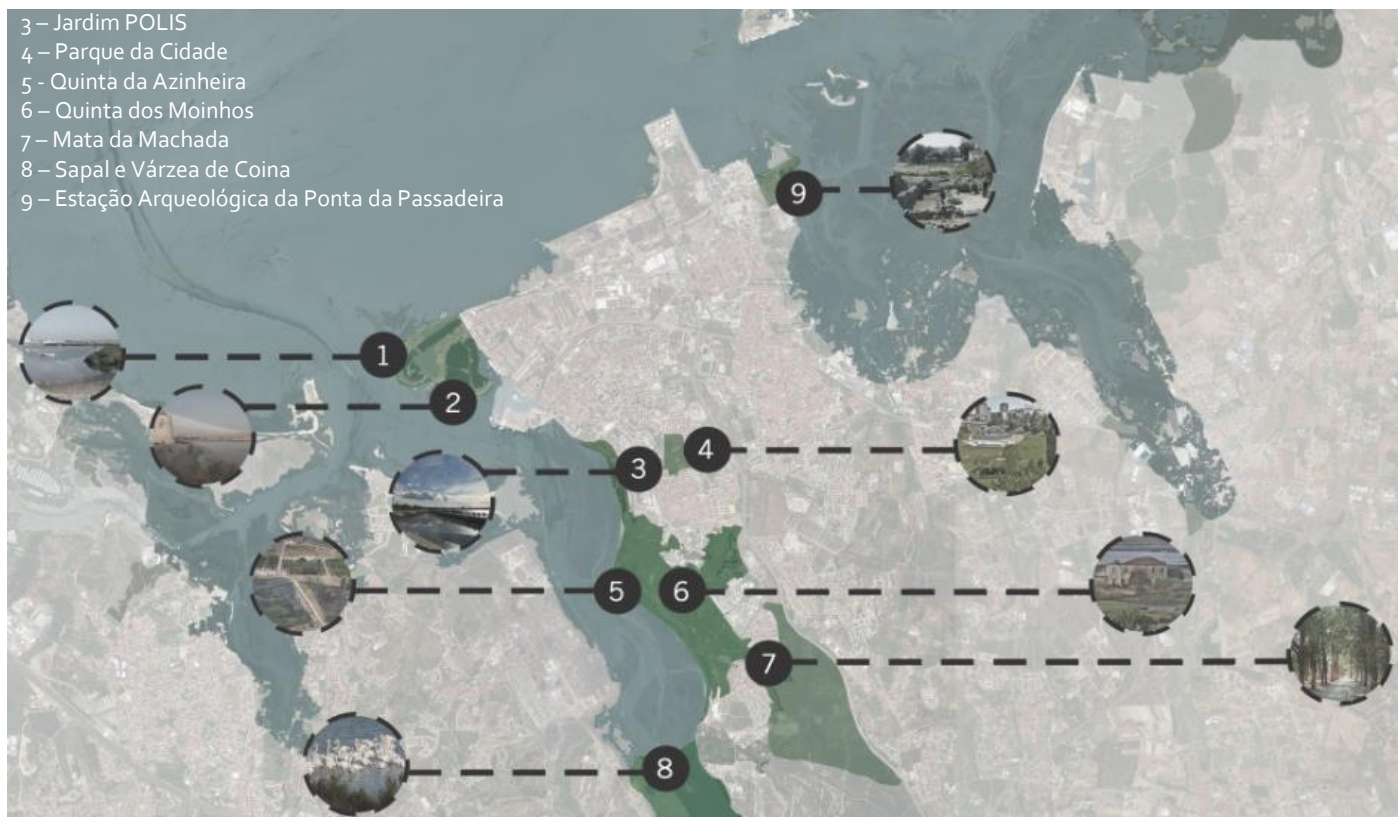 3 – Jardim POLIS
4 – Parque da Cidade
5 - Quinta da Azinheira
6 – Quinta dos Moinhos
7 – Mata da Machada
8 – Sapal e Várzea de Coina
9 – Estação Arqueológica da Ponta da Passadeira
9
1
2
3
4
5
6
7
8